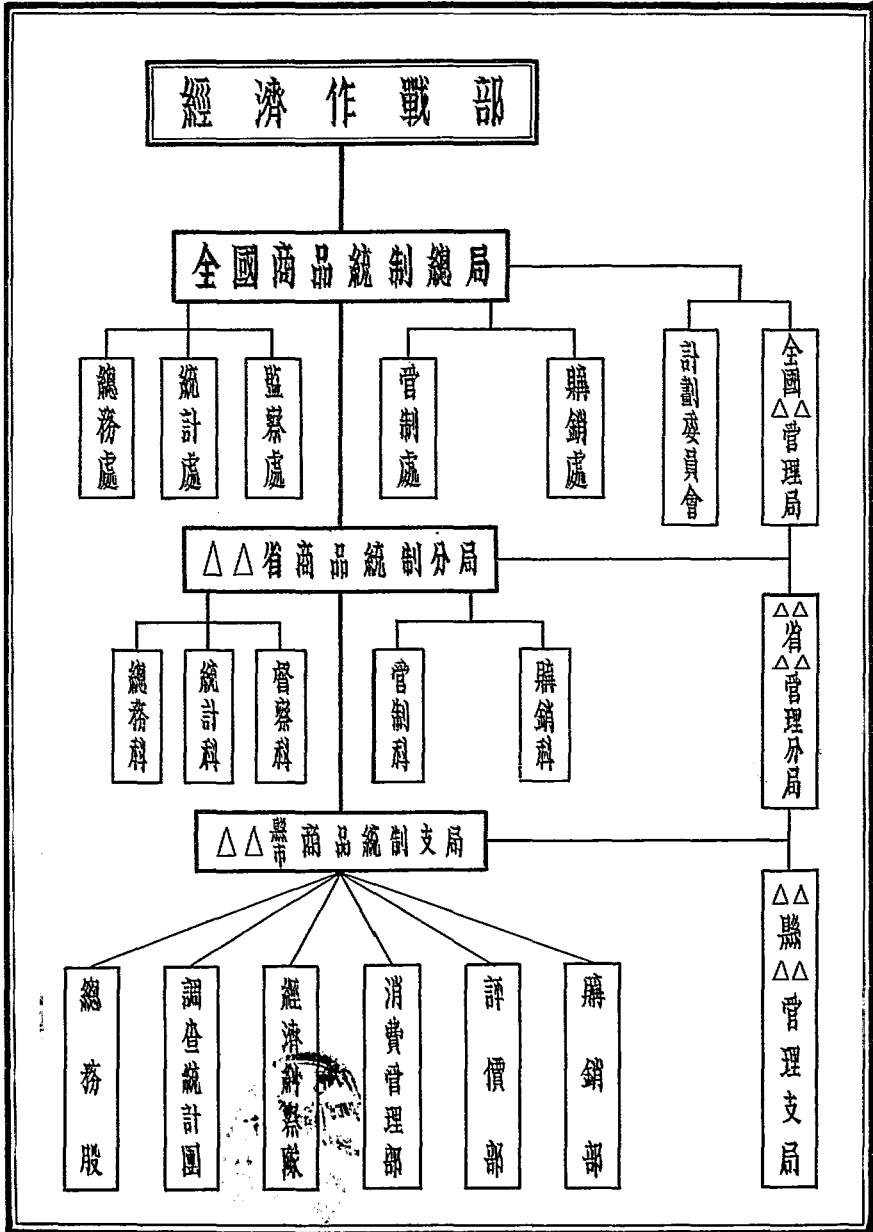 經濟作戰部
全國商品統制總局
總務處
統計處
監察處
管制處
購銷處
計劃委員會
全國△△管理局
△△省商品統制分局
總務科
統計科
督察科
管制科
購銷科
△△省△△管理分局
△△縣市商品統制支局
總務股
調查統計團
經濟糾察隊
消費管理部
評價部
購銷部
△△縣△△管理支局